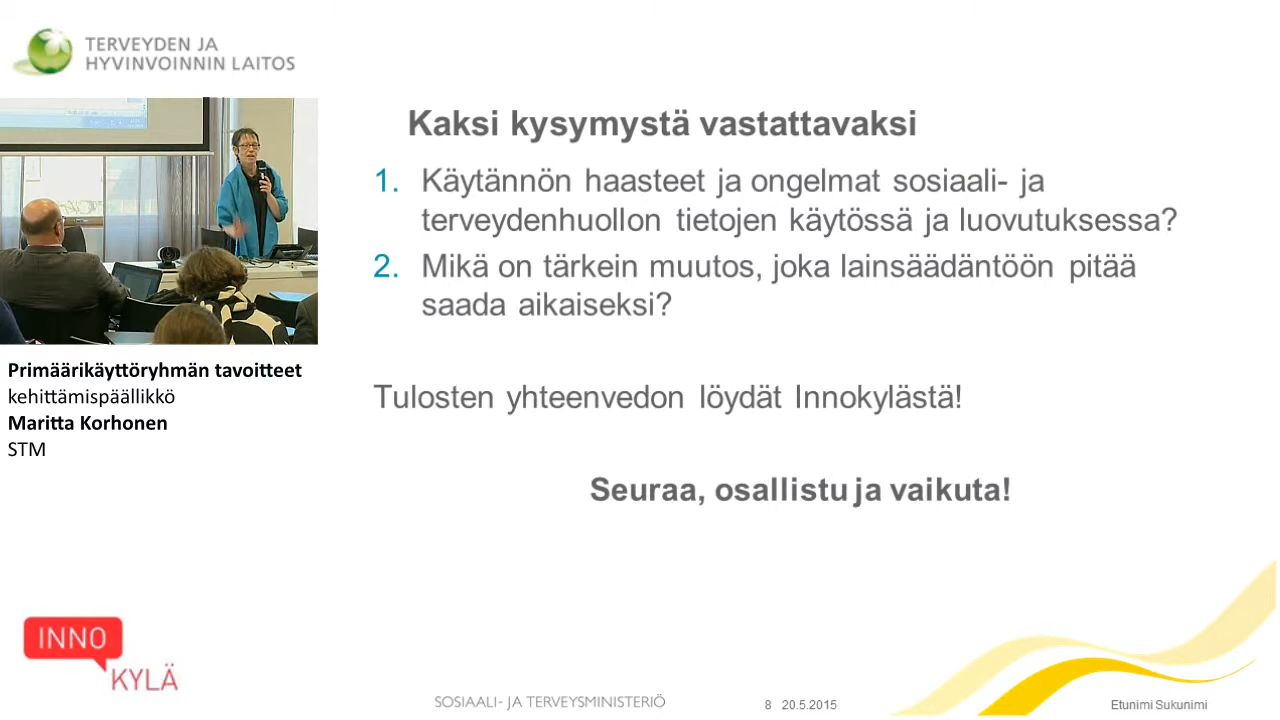 TERVEYDEN JA
HYVINVOINNIN LAITOS
Kaksi kysymystä vastattavaksi
1. Käytännön haasteet ja ongelmat sosiaali- ja
terveydenhuollon tietojen käytössä ja luovutuksessa?
2. Mikä on tärkein muutos, joka lainsäädäntöön pitää
saada aikaiseksi?
Tulosten yhteenvedon löydät Innokylästä!
Seuraa, osallistu ja vaikuta!
Primäärikäyttöryhmän tavoitteet
kehittämispäällikkö
Maritta Korhonen
STM
INNO
KYLÄ
SOSIAALI- JA TERVEYSMINISTERIÖ
8 20.5.2015
Etunimi Sukunimi